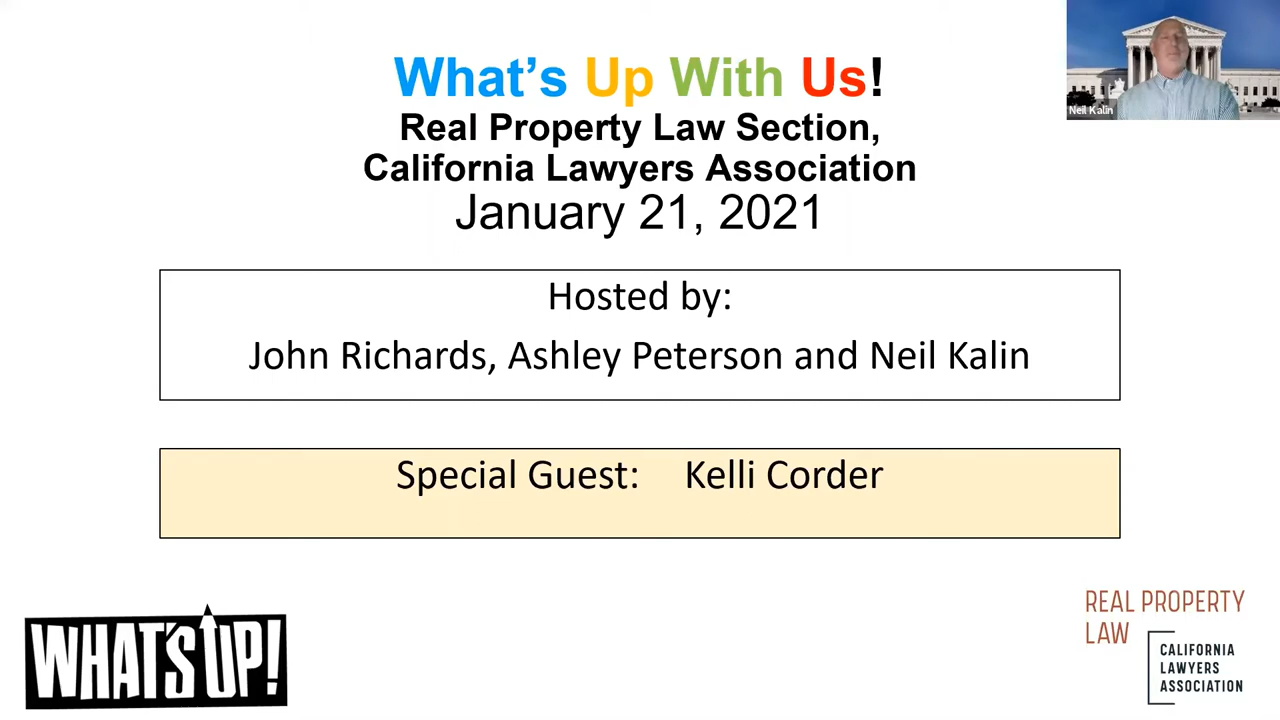 What's Up With Us!
Real Property Law Section,
California Lawyers Association
January 21, 2021
Neil Kalin
Hosted by:
John Richards, Ashley Peterson and Neil Kalin
Special Guest: Kelli Corder
WHAT'S UP!
REAL PROPERTY
LAW
CALIFORNIA
LAWYERS
ASSOCIATION